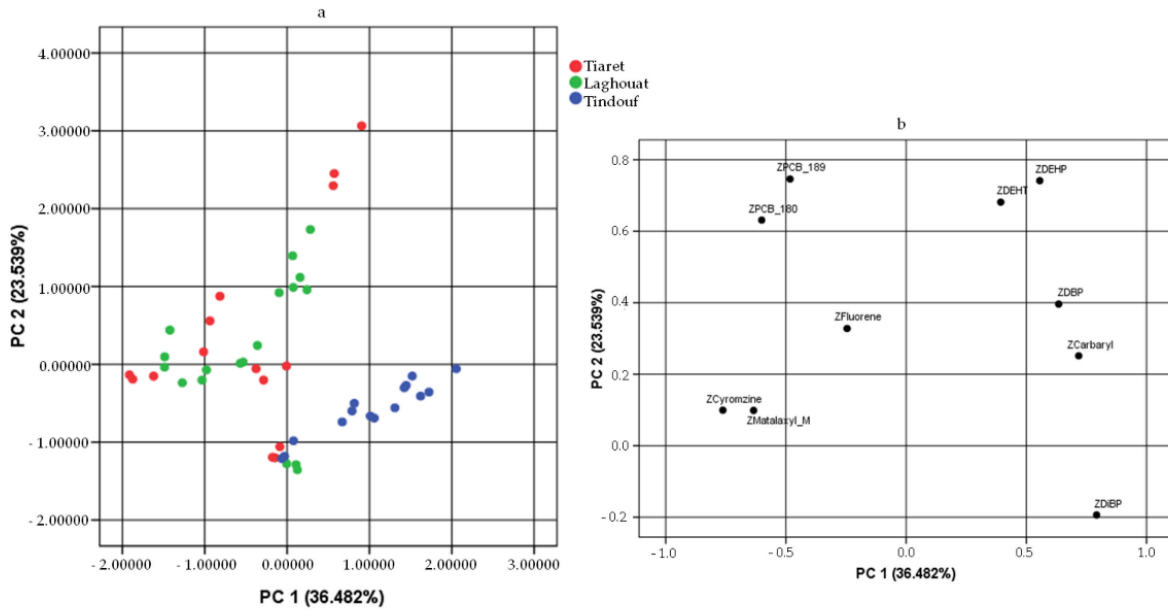 a
4.00000
3.00000
2.00000
1.00000
0.00000
- 1.00000
- 2.00000
PC 2 (23.539%)
- 2.00000 - 1.00000 0.00000 1.00000 2.00000 3.00000
PC 1 (36.482%)
Tiaret
Laghouat
Tindouf
b
0.8
0.6
0.4
0.2
0.0
- 0.2
PC 2 (23.539%)
ZPCB_189
ZDEHP
ZDEHT
ZPCB_180
ZDBP
ZFluorene
ZCarbaryl
ZCyromzine
ZMatalaxyl_M
ZDiBP
- 1.0 - 0.5 0.0 0.5 1.0
PC 1 (36.482%)